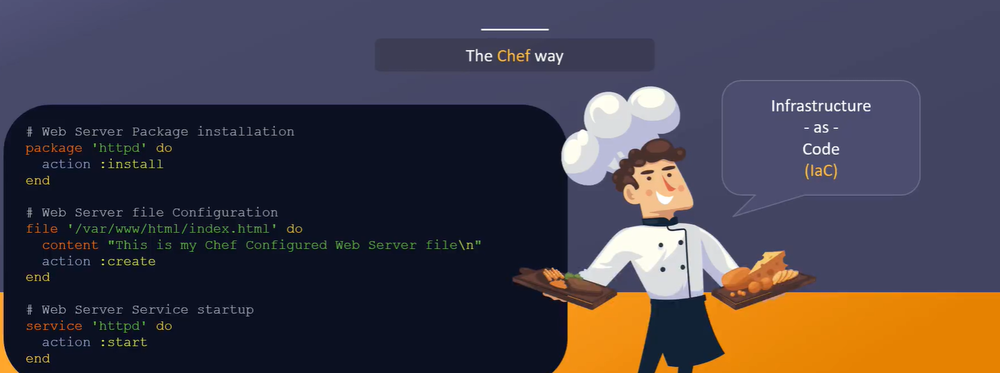 The Chef way
Infrastructure
- as -
Code
(IaC)
# Web Server Package installation
package 'httpd' do
  action :install
end

# Web Server file Configuration
file '/var/www/html/index.html' do
  content "This is my Chef Configured Web Server file\n"
  action :create
end

# Web Server Service startup
service 'httpd' do
  action :start
end